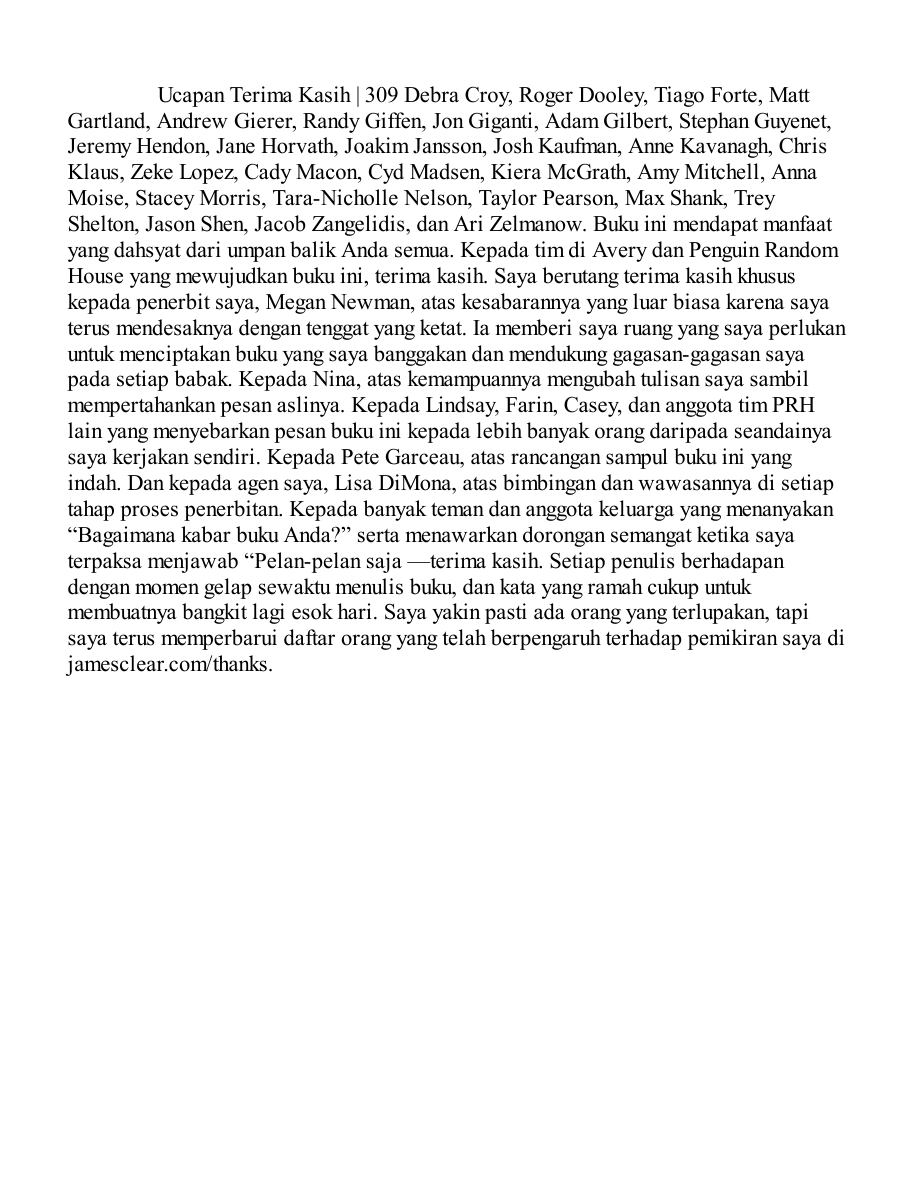 Ucapan Terima Kasih | 309 Debra Croy, Roger Dooley, Tiago Forte, Matt
Gartland, Andrew Gierer, Randy Giffen, Jon Giganti, Adam Gilbert, Stephan Guyenet,
Jeremy Hendon, Jane Horvath, Joakim Jansson, Josh Kaufman, Anne Kavanagh, Chris
Klaus, Zeke Lopez, Cady Macon, Cyd Madsen, Kiera McGrath, Amy Mitchell, Anna
Moise, Stacey Morris, Tara-Nicholle Nelson, Taylor Pearson, Max Shank, Trey
Shelton, Jason Shen, Jacob Zangelidis, dan Ari Zelmanow. Buku ini mendapat manfaat
yang dahsyat dari umpan balik Anda semua. Kepada tim di Avery dan Penguin Random
House yang mewujudkan buku ini, terima kasih. Saya berutang terima kasih khusus
kepada penerbit saya, Megan Newman, atas kesabarannya yang luar biasa karena saya
terus mendesaknya dengan tenggat yang ketat. Ia memberi saya ruang yang saya perlukan
untuk menciptakan buku yang saya banggakan dan mendukung gagasan-gagasan saya
pada setiap babak. Kepada Nina, atas kemampuannya mengubah tulisan saya sambil
mempertahankan pesan aslinya. Kepada Lindsay, Farin, Casey, dan anggota tim PRH
lain yang menyebarkan pesan buku ini kepada lebih banyak orang daripada seandainya
saya kerjakan sendiri. Kepada Pete Garceau, atas rancangan sampul buku ini yang
indah. Dan kepada agen saya, Lisa DiMona, atas bimbingan dan wawasannya di setiap
tahap proses penerbitan. Kepada banyak teman dan anggota keluarga yang menanyakan
“Bagaimana kabar buku Anda?” serta menawarkan dorongan semangat ketika saya
terpaksa menjawab “Pelan-pelan saja —terima kasih. Setiap penulis berhadapan
dengan momen gelap sewaktu menulis buku, dan kata yang ramah cukup untuk
membuatnya bangkit lagi esok hari. Saya yakin pasti ada orang yang terlupakan, tapi
saya terus memperbarui daftar orang yang telah berpengaruh terhadap pemikiran saya di
jamesclear.com/thanks.